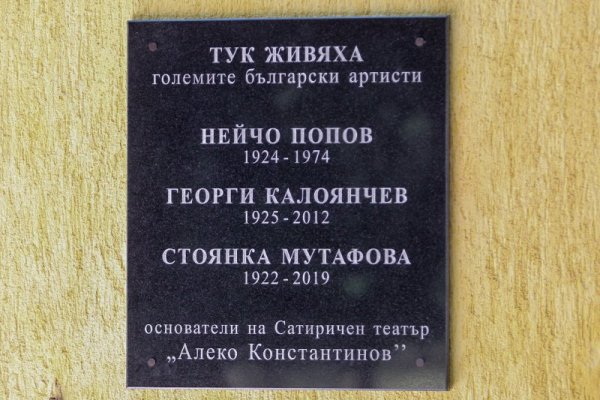 ТУК ЖИВЯХА
големите български артисти
НЕЙЧО ПОПОВ
1924 - 1974
ГЕОРГИ КАЛОЯНЧЕВ
1925 - 2012
СТОЯНКА МУТАФОВА
1922 - 2019
основатели на Сатиричен театър
„Алеко Константинов”